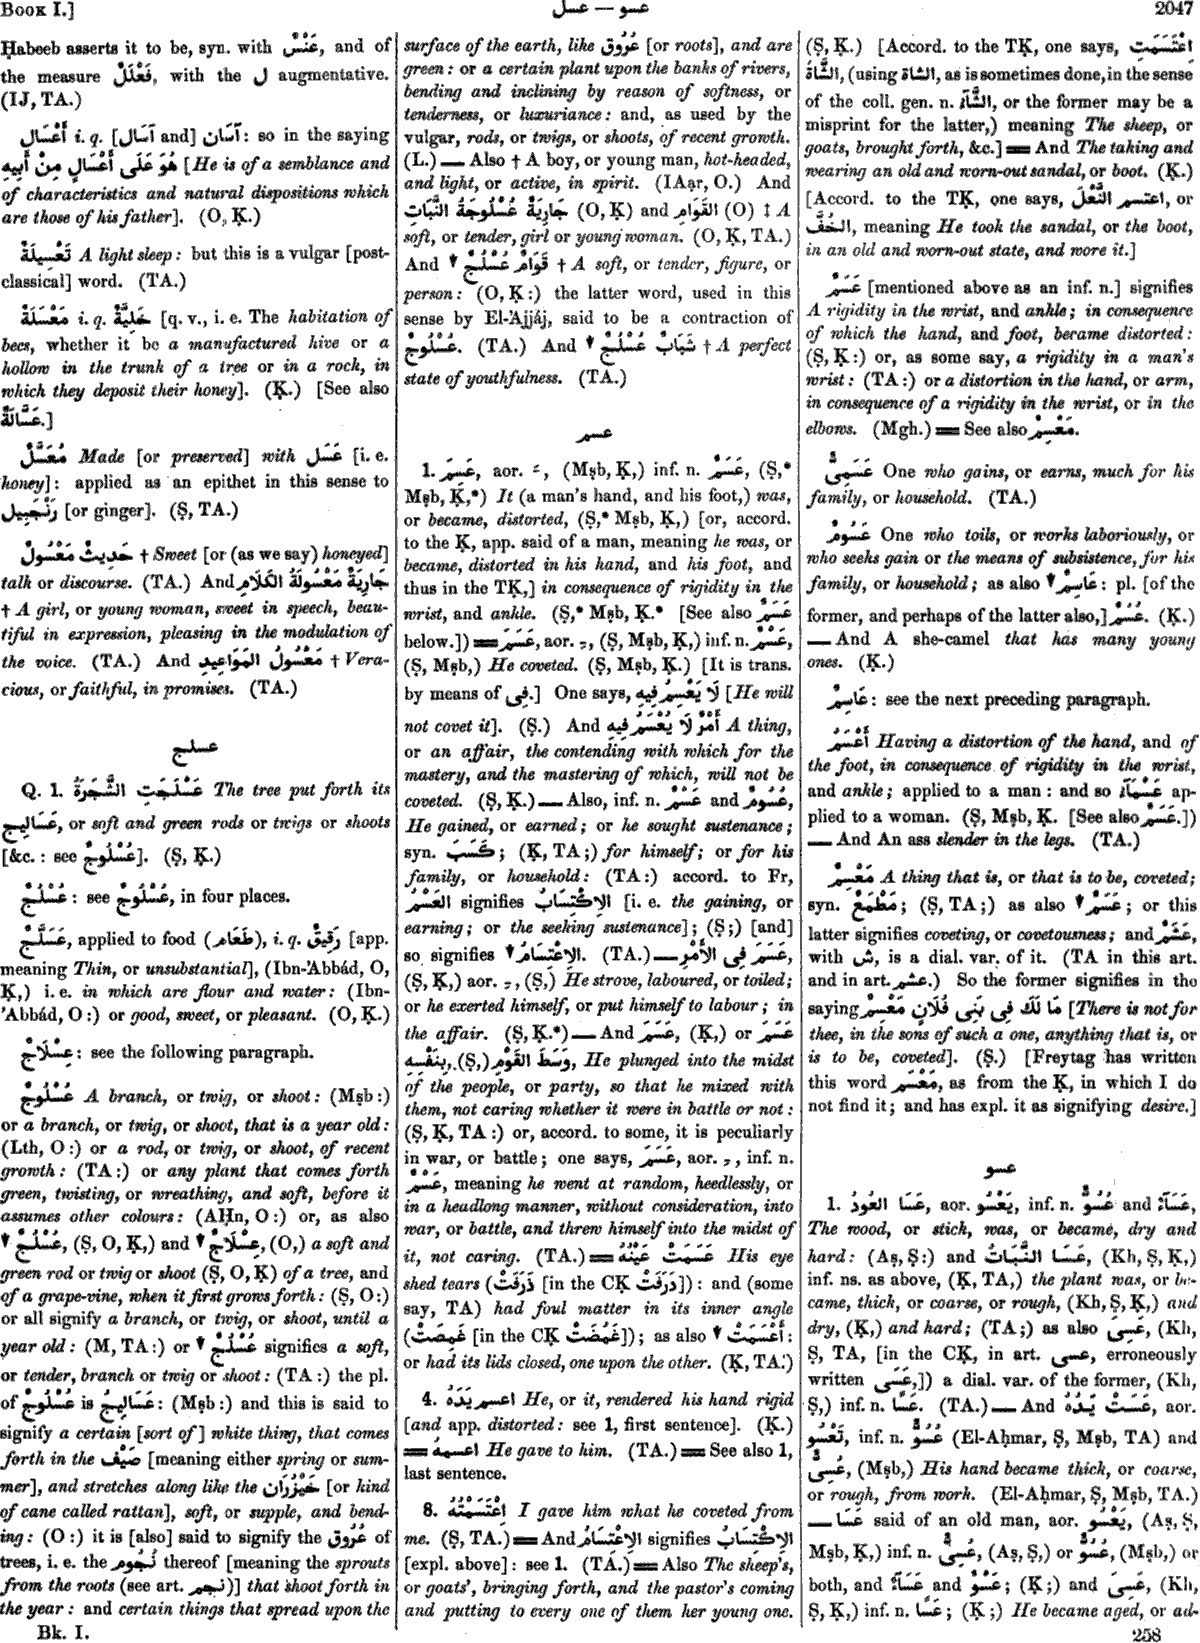 BOOK I.]
عسو — عسل
2047
Ḥabeeb asserts it to be, syn. with عَنْسٌ, and of
the measure فَعْلَلٌ, with the ل augmentative.
(IJ, TA.)
أَعْسَال i. q. [آسَال and] آسَان: so in the saying
هُوَ عَلَى أَعْسَالٍ مِنْ أَبِيهِ [He is of a semblance and
of characteristics and natural dispositions which
are those of his father]. (O, Ḳ.)
تَعْسِيلَةٌ A light sleep: but this is a vulgar [post-
classical] word. (TA.)
مَعْسَلَةٌ i. q. خَلِيَّةٌ [q. v., i. e. The habitation of
bees, whether it be a manufactured hive or a
hollow in the trunk of a tree or in a rock, in
which they deposit their honey]. (Ḳ.) [See also
عَسَّالَةٌ.]
مُعَسَّلٌ Made [or preserved] with عَسَل [i. e.
honey]: applied as an epithet in this sense to
زَنْجَبِيل [or ginger]. (Ṣ, TA.)
حَدِيثٌ مَعْسُولٌ † Sweet [or (as we say) honeyed]
talk or discourse. (TA.) And جَارِيَةٌ مَعْسُولَةُ الكَلَامِ
† A girl, or young woman, sweet in speech, beau-
tiful in expression, pleasing in the modulation of
the voice. (TA.) And مَعْسُولُ المَوَاعِيدِ † Vera-
cious, or faithful, in promises. (TA.)
عسلج
Q. 1. عَسْلَجَتِ الشَّجَرَةُ The tree put forth its
عَسَالِيج, or soft and green rods or twigs or shoots
[&c.: see عُسْلُوجٌ]. (Ṣ, Ḳ.)
عُسْلُجٌ: see عُسْلُوجٌ, in four places.
عَسَلَّجٌ, applied to food (طَعَام), i. q. رَقِيقٌ [app.
meaning Thin, or unsubstantial], (Ibn-'Abbád, O,
Ḳ,) i. e. in which are flour and water: (Ibn-
'Abbád, O:) or good, sweet, or pleasant. (O, Ḳ.)
عِسْلَاجٌ: see the following paragraph.
عُسْلُوجٌ A branch, or twig, or shoot: (Mṣb:)
or a branch, or twig, or shoot, that is a year old:
(Lth, O:) or a rod, or twig, or shoot, of recent
growth: (TA:) or any plant that comes forth
green, twisting, or wreathing, and soft, before it
assumes other colours: (AḤn, O:) or, as also
▼ عُسْلُجٌ, (Ṣ, O, Ḳ,) and ▼ عِسْلَاجٌ, (O,) a soft and
green rod or twig or shoot (Ṣ, O, Ḳ) of a tree, and
of a grape-vine, when it first grows forth: (Ṣ, O:)
or all signify a branch, or twig, or shoot, until a
year old: (M, TA:) or ▼ عُسْلُجٌ signifies a soft,
or tender, branch or twig or shoot: (TA:) the pl.
of عُسْلُوجٌ is عَسَالِيجُ: (Mṣb:) and this is said to
signify a certain [sort of] white thing, that comes
forth in the صَيْف [meaning either spring or sum-
mer], and stretches along like the خَيْزُرَان [or kind
of cane called rattan], soft, or supple, and bend-
ing: (O:) it is [also] said to signify the عُرُوق of
trees, i. e. the نُجُوم thereof [meaning the sprouts
from the roots (see art. نجم)] that shoot forth in
the year: and certain things that spread upon the
Bk. I.
surface of the earth, like عُرُوق [or roots], and are
green: or a certain plant upon the banks of rivers,
bending and inclining by reason of softness, or
tenderness, or luxuriance: and, as used by the
vulgar, rods, or twigs, or shoots, of recent growth.
(L.) — Also † A boy, or young man, hot-headed,
and light, or active, in spirit. (IAạr, O.) And
جَارِيَةٌ عُسْلُوجَةُ النَّبَاتِ (O, Ḳ) and القَوَامِ (O) ‡ A
soft, or tender, girl or young woman. (O, Ḳ, TA.)
And ▼ قَوَامٌ عُسْلُجٌ † A soft, or tender, figure, or
person: (O, Ḳ:) the latter word, used in this
sense by El-'Ajjáj, said to be a contraction of
عُسْلُوجٌ. (TA.) And ▼ شَبَابٌ عُسْلُجٌ † A perfect
state of youthfulness. (TA.)
عسم
1. عَسِمَ, aor. ـَ, (Mṣb, Ḳ,) inf. n. عَسَمٌ, (Ṣ,*
Mṣb, Ḳ,*) It (a man's hand, and his foot,) was,
or became, distorted, (Ṣ,* Mṣb, Ḳ,) [or, accord.
to the Ḳ, app. said of a man, meaning he was, or
became, distorted in his hand, and his foot, and
thus in the TḲ,] in consequence of rigidity in the
wrist, and ankle. (Ṣ,* Mṣb, Ḳ.* [See also عَسَمٌ
below.]) ═ عَسَمَ, aor. ـِ, (Ṣ, Mṣb, Ḳ,) inf. n. عَسْمٌ,
(Ṣ, Mṣb,) He coveted. (Ṣ, Mṣb, Ḳ.) [It is trans.
by means of فِى.] One says, لَا يَعْسِمُ فِيهِ [He will
not covet it]. (Ṣ.) And أَمْرٌ لَا يُعْسَمُ فِيهِ A thing,
or an affair, the contending with which for the
mastery, and the mastering of which, will not be
coveted. (Ṣ, Ḳ.) — Also, inf. n. عَسْمٌ and عُسُومٌ,
He gained, or earned; or he sought sustenance;
syn. كَسَبَ; (Ḳ, TA;) for himself; or for his
family, or household: (TA:) accord. to Fr,
العَسْمُ signifies الاِكْتِسَابُ [i. e. the gaining, or
earning; or the seeking sustenance]; (Ṣ;) [and]
so signifies ▼ الاِعْتِسَامُ. (TA.) — عَسَمَ فِى الأَمْرِ,
(Ṣ, Ḳ,) aor. ـِ, (Ṣ,) He strove, laboured, or toiled;
or he exerted himself, or put himself to labour; in
the affair. (Ṣ, Ḳ.*) — And عَسَمَ, (Ḳ,) or عَسَمَ
بِنَفْسِهِ, (Ṣ,) وَسَطَ القَوْمِ, He plunged into the midst
of the people, or party, so that he mixed with
them, not caring whether it were in battle or not:
(Ṣ, Ḳ, TA:) or, accord. to some, it is peculiarly
in war, or battle; one says, عَسَمَ, aor. ـِ, inf. n.
عَسْمٌ, meaning he went at random, heedlessly, or
in a headlong manner, without consideration, into
war, or battle, and threw himself into the midst of
it, not caring. (TA.) ═ عَسَمَتْ عَيْنُهُ His eye
shed tears (ذَرَفَتْ [in the CḲ ذَرَّفَتْ]): and (some
say, TA) had foul matter in its inner angle
(غَمِصَتْ [in the CḲ غَمُضَتْ]); as also ▼ أَعْسَمَتْ:
or had its lids closed, one upon the other. (Ḳ, TA.)
4. اعسم يَدَهُ He, or it, rendered his hand rigid
[and app. distorted: see 1, first sentence]. (Ḳ.)
═ اعسمهُ He gave to him. (TA.) ═ See also 1,
last sentence.
8. اِعْتَسَمْتُهُ I gave him what he coveted from
me. (Ṣ, TA.) ═ And الاِعْتِسَامُ signifies الاِكْتِسَابُ
[expl. above]: see 1. (TA.) ═ Also The sheep's,
or goats', bringing forth, and the pastor's coming
and putting to every one of them her young one.
(Ṣ, Ḳ.) [Accord. to the TḲ, one says, اِعْتَسَمَتِ
الشَّاةُ, (using الشاة, as is sometimes done, in the sense
of the coll. gen. n. الشَّآءُ, or the former may be a
misprint for the latter,) meaning The sheep, or
goats, brought forth, &c.] ═ And The taking and
wearing an old and worn-out sandal, or boot. (Ḳ.)
[Accord. to the TḲ, one says, اعتسم النَّعْلَ, or
الخُفَّ, meaning He took the sandal, or the boot,
in an old and worn-out state, and wore it.]
عَسَمٌ [mentioned above as an inf. n.] signifies
A rigidity in the wrist, and ankle; in consequence
of which the hand, and foot, became distorted:
(Ṣ, Ḳ:) or, as some say, a rigidity in a man's
wrist: (TA:) or a distortion in the hand, or arm,
in consequence of a rigidity in the wrist, or in the
elbows. (Mgh.) ═ See also مَعْسِمٌ.
عَسَمِىٌّ One who gains, or earns, much for his
family, or household. (TA.)
عَسُومٌ One who toils, or works laboriously, or
who seeks gain or the means of subsistence, for his
family, or household; as also ▼ عَاسِمٌ: pl. [of the
former, and perhaps of the latter also,] عُسُمٌ. (Ḳ.)
— And A she-camel that has many young
ones. (Ḳ.)
عَاسِمٌ: see the next preceding paragraph.
أَعْسَمُ Having a distortion of the hand, and of
the foot, in consequence of rigidity in the wrist,
and ankle; applied to a man: and so عَسْمَآءُ ap-
plied to a woman. (Ṣ, Mṣb, Ḳ. [See also عَسَمٌ.])
— And An ass slender in the legs. (TA.)
مَعْسِمٌ A thing that is, or that is to be, coveted;
syn. مَطْمَعٌ; (Ṣ, TA;) as also ▼ عَسَمٌ; or this
latter signifies coveting, or covetousness; and عَشَمٌ,
with ش, is a dial. var. of it. (TA in this art.
and in art. عشم.) So the former signifies in the
saying مَا لَكَ فِى بَنِى فُلَانٍ مَعْسِمٌ [There is not for
thee, in the sons of such a one, anything that is, or
is to be, coveted]. (Ṣ.) [Freytag has written
this word مَعْسَم, as from the Ḳ, in which I do
not find it; and has expl. it as signifying desire.]
عسو
1. عَسَا العُودُ, aor. يَعْسُو, inf. n. عُسُوٌّ and عَسَآءٌ,
The wood, or stick, was, or became, dry and
hard: (Aṣ, Ṣ:) and عَسَا النَّبَاتُ, (Kh, Ṣ, Ḳ,)
inf. ns. as above, (Ḳ, TA,) the plant was, or be-
came, thick, or coarse, or rough, (Kh, Ṣ, Ḳ,) and
dry, (Ḳ,) and hard; (TA;) as also عَسِىَ, (Kh,
Ṣ, TA, [in the CḲ, in art. عسى, erroneously
written عَسَى,]) a dial. var. of the former, (Kh,
Ṣ,) inf. n. عَسًا. (TA.) — And عَسَتْ يَدُهُ, aor.
تَعْسُو, inf. n. عُسُوٌّ (El-Aḥmar, Ṣ, Mṣb, TA) and
عُسِىٌّ, (Mṣb,) His hand became thick, or coarse,
or rough, from work. (El-Aḥmar, Ṣ, Mṣb, TA.)
— عَسَا said of an old man, aor. يَعْسُو, (Aṣ, Ṣ,
Mṣb, Ḳ,) inf. n. عُسِىٌّ, (Aṣ, Ṣ,) or عُسُوٌّ, (Mṣb,) or
both, and عَسَآءٌ and عَسْوٌ; (Ḳ;) and عَسِىَ, (Kh,
Ṣ, Ḳ,) inf. n. عَسًا; (Ḳ;) He became aged, or ad-
258